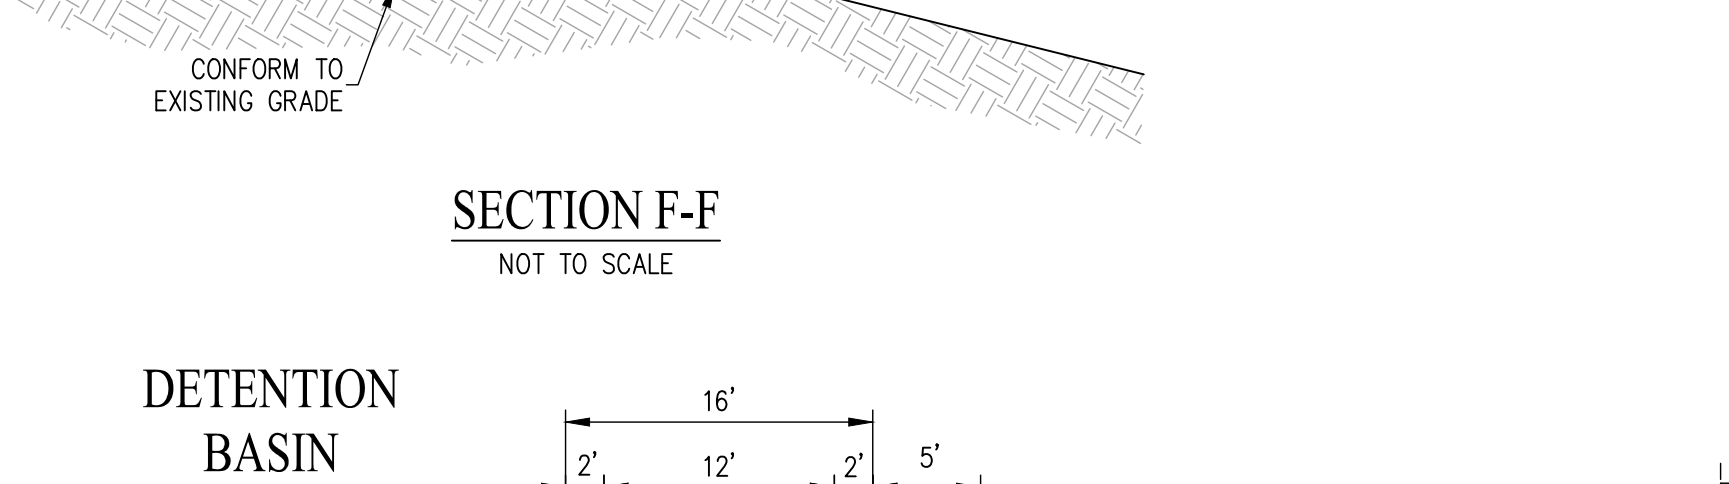 CONFORM TO
EXISTING GRADE
SECTION F-F
NOT TO SCALE
DETENTION
BASIN
16'
2'
12'
2'
5'